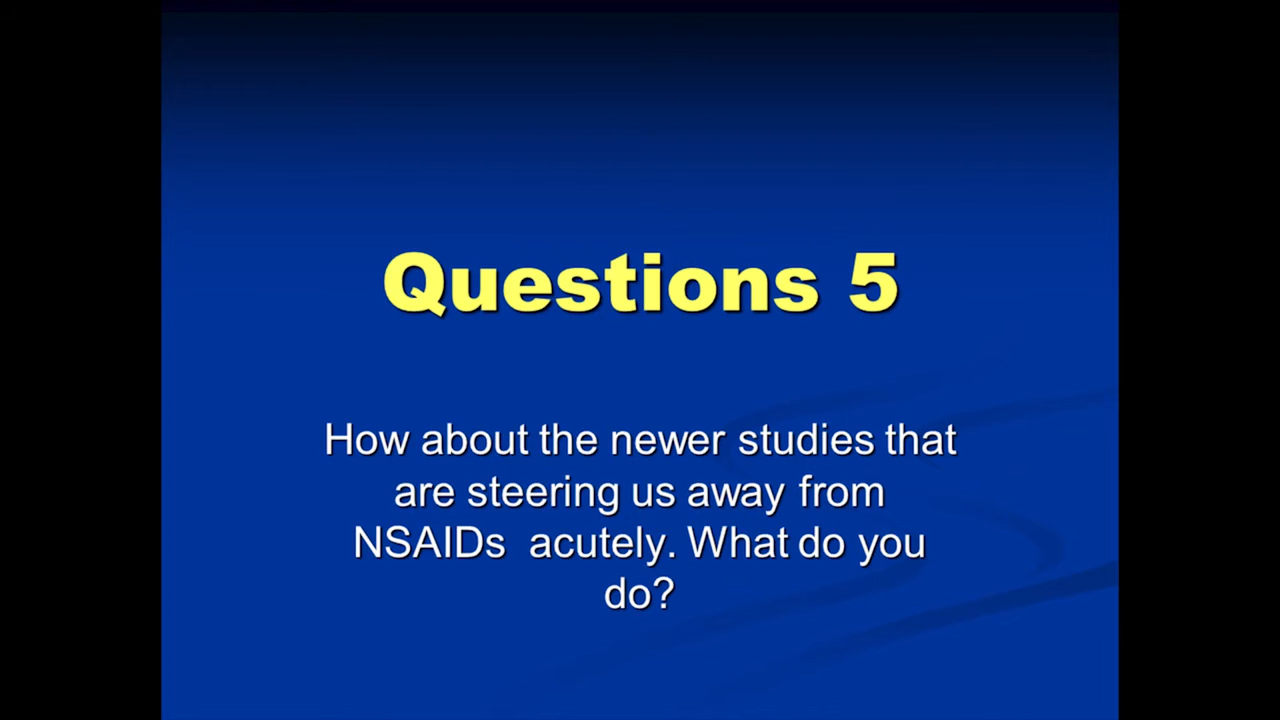 Questions 5
How about the newer studies that
are steering us away from
NSAIDs  acutely. What do you
do?